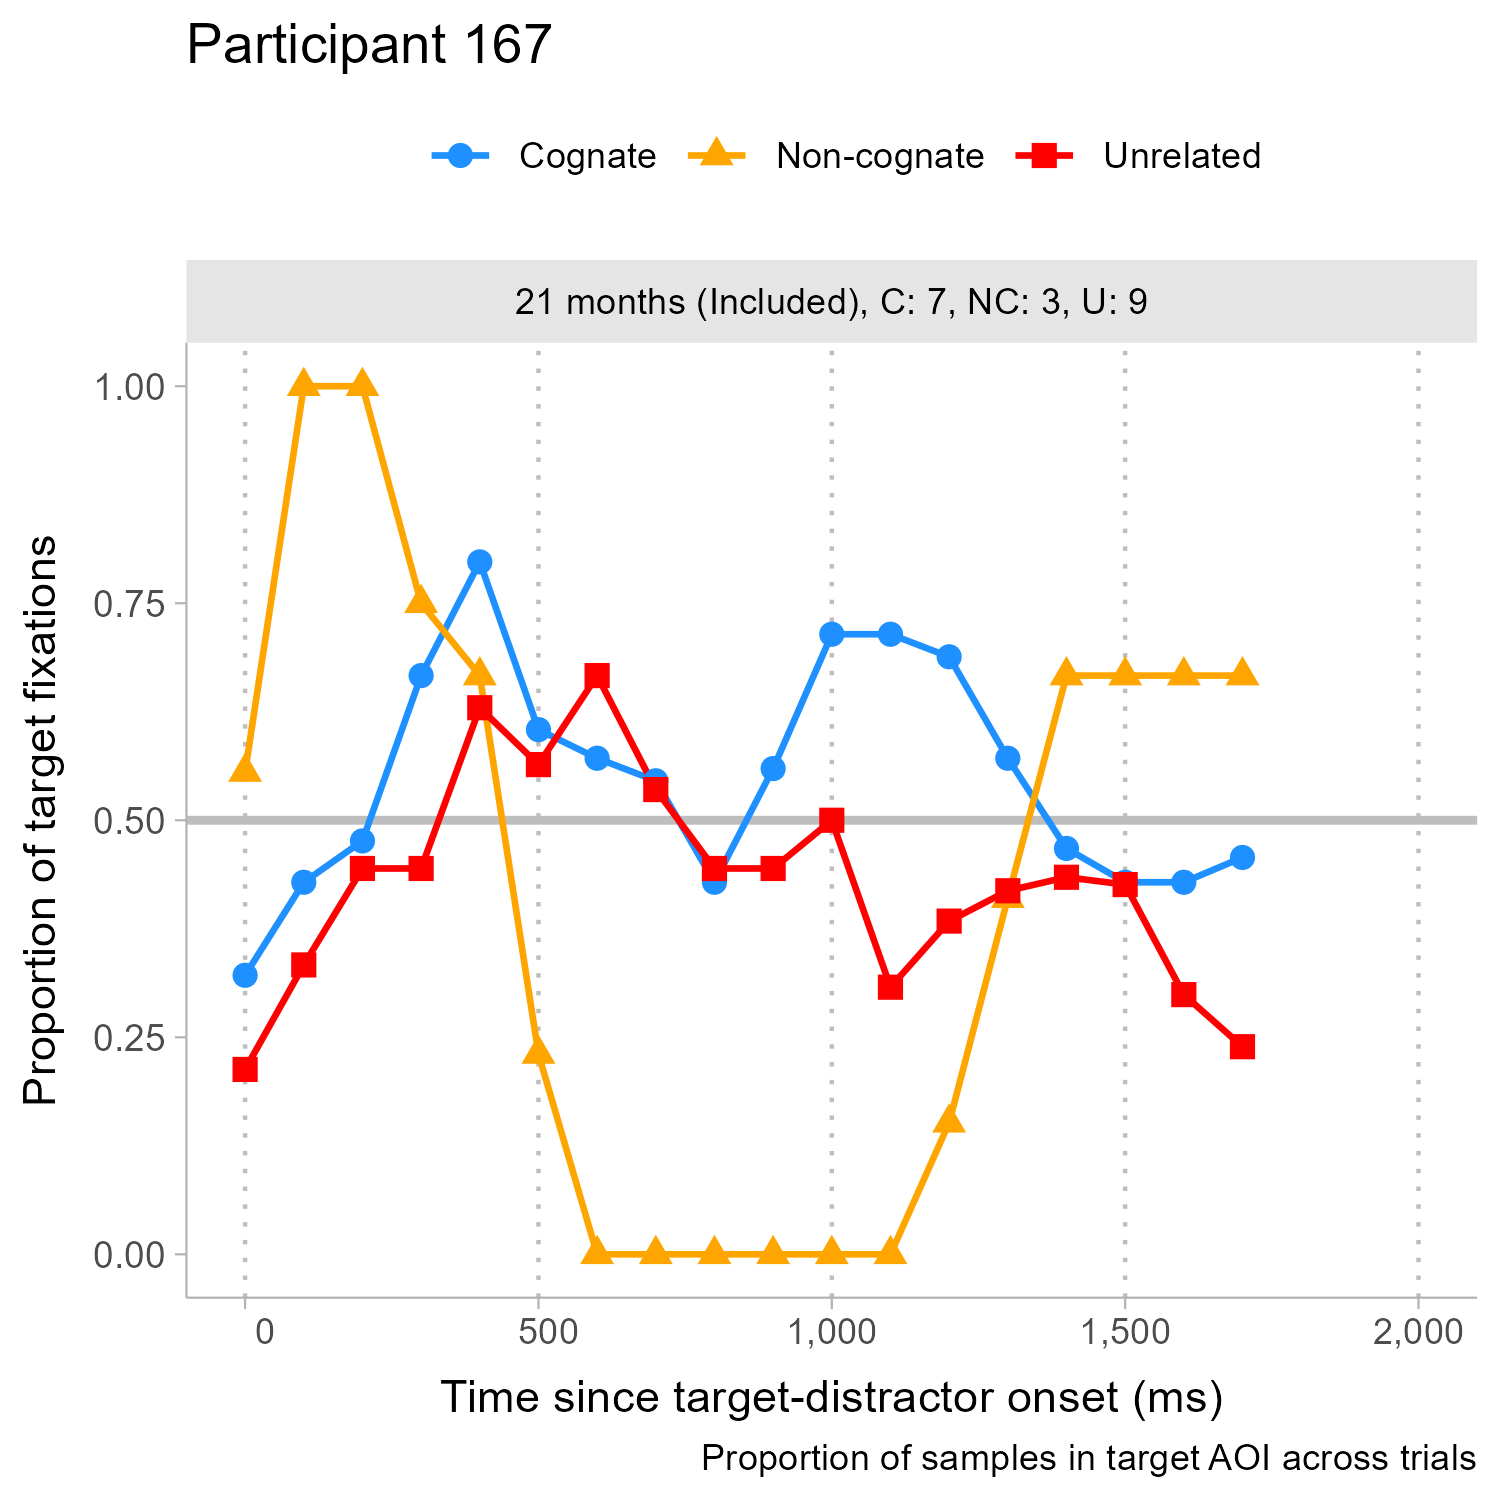 Participant 167
Cognate Non-cognate Unrelated
21 months (Included), C: 7, NC: 3, U: 9
1.00
0.75
0.50
0.25
0.00
Proportion of target fixations
0 500 1,000 1,500 2,000
Time since target-distractor onset (ms)
Proportion of samples in target AOI across trials